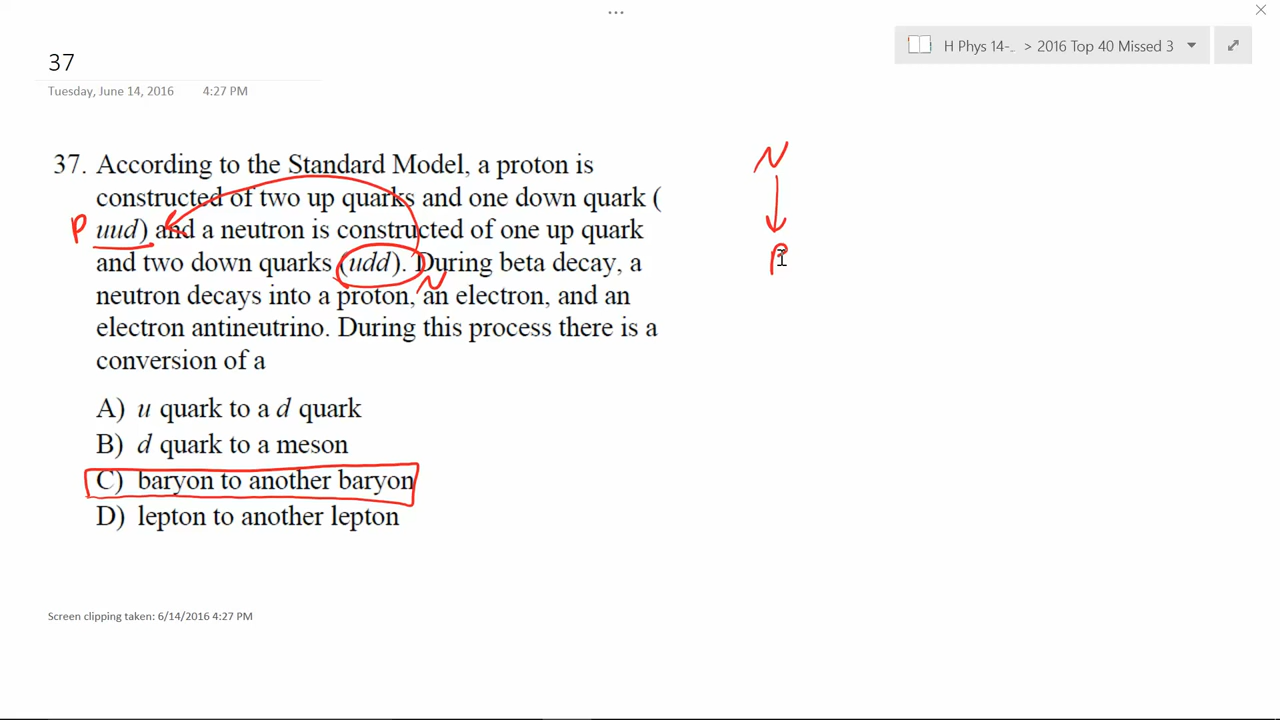 ...
H Phys 14-.. > 2016 Top 40 Missed 3
37
Tuesday, June 14, 2016 4:27 PM
37. According to the Standard Model, a proton is
constructed of two up quarks and one down quark (
P uud) and a neutron is constructed of one up quark
and two down quarks (udd). During beta decay, a
N
neutron decays into a proton, an electron, and an
electron antineutrino. During this process there is a
conversion of a
A) u quark to a d quark
B) d quark to a meson
C) baryon to another baryon
D) lepton to another lepton
N
P
Screen clipping taken: 6/14/2016 4:27 PM